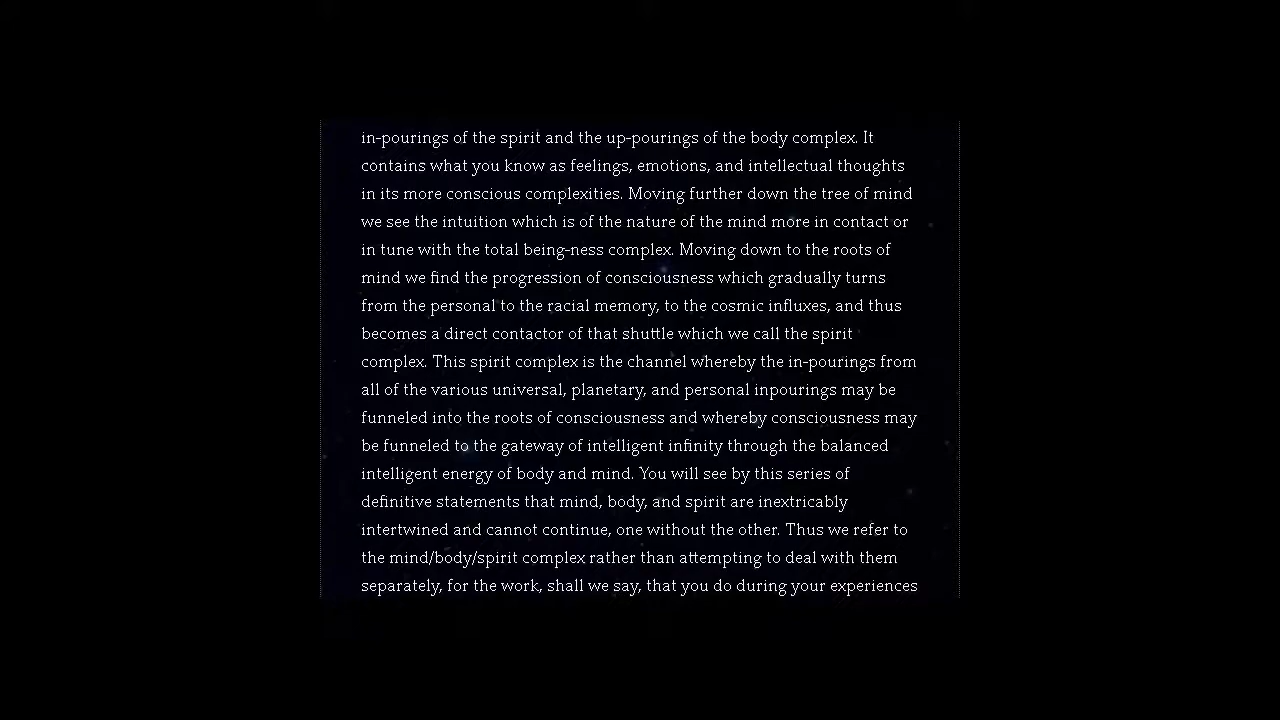 in-pourings of the spirit and the up-pourings of the body complex. It
contains what you know as feelings, emotions, and intellectual thoughts
in its more conscious complexities. Moving further down the tree of mind
we see the intuition which is of the nature of the mind more in contact or
in tune with the total being-ness complex. Moving down to the roots of
mind we find the progression of consciousness which gradually turns
from the personal to the racial memory, to the cosmic influxes, and thus
becomes a direct contactor of that shuttle which we call the spirit
complex. This spirit complex is the channel whereby the in-pourings from
all of the various universal, planetary, and personal inpourings may be
funneled into the roots of consciousness and whereby consciousness may
be funneled to the gateway of intelligent infinity through the balanced
intelligent energy of body and mind. You will see by this series of
definitive statements that mind, body, and spirit are inextricably
intertwined and cannot continue, one without the other. Thus we refer to
the mind/body/spirit complex rather than attempting to deal with them
separately, for the work, shall we say, that you do during your experiences